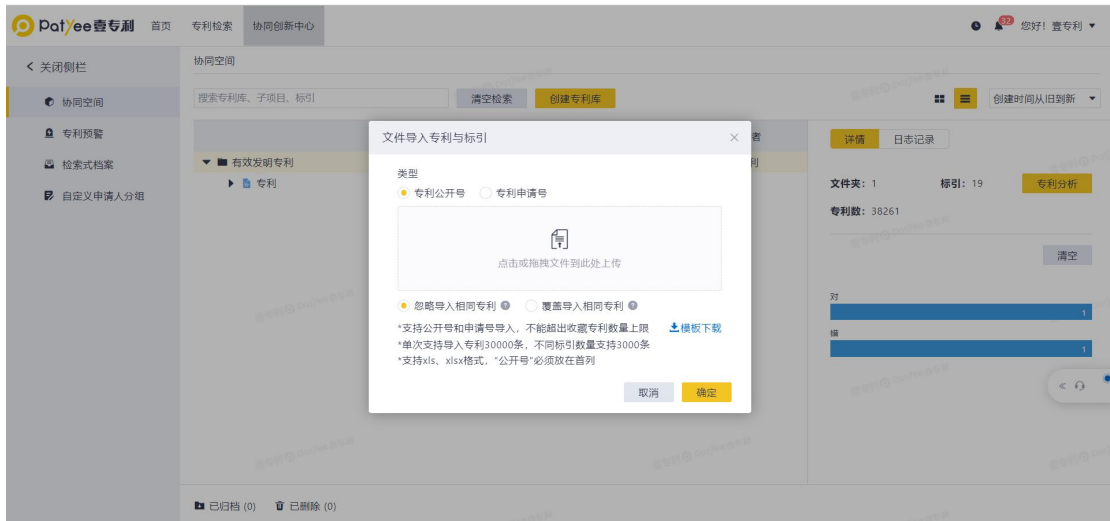 Patyee壹专利 首页 专利检索 协同创新中心 32 您好！壹专利
关闭侧栏
协同空间
专利预警
检索式档案
自定义申请人分组
协同空间
搜索专利库、子项目、标引 清空检索 创建专利库 创建时间从旧到新
者
有效发明专利 利
专利
文件导入专利与标引
类型
专利公开号 专利申请号
点击或拖拽文件到此处上传
忽略导入相同专利 覆盖导入相同专利
*支持公开号和申请号导入，不能超出收藏专利数量上限 模板下载
*单次支持导入专利30000条，不同标引数量支持3000条
*支持xls、xlsx格式，“公开号”必须放在首列
取消 确定
详情 日志记录
文件夹：1 标引：19 专利分析
专利数：38261
清空
对
1
横
1
已归档 (0) 已删除 (0)